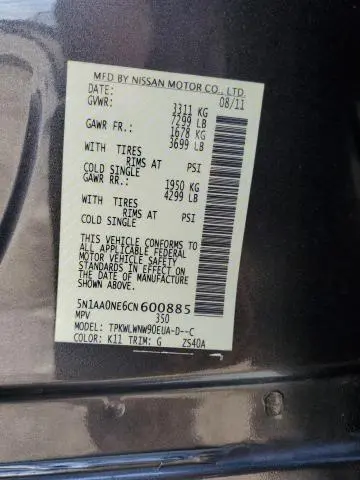 MFD BY NISSAN MOTOR CO., LTD.
DATE: 08/11
GVWR: 3311 KG
7299 LB
GAWR FR.: 1678 KG
3699 LB
WITH TIRES
RIMS AT PSI
COLD SINGLE
GAWR RR.: 1950 KG
4299 LB
WITH TIRES
RIMS AT PSI
COLD SINGLE
THIS VEHICLE CONFORMS TO
ALL APPLICABLE FEDERAL
MOTOR VEHICLE SAFETY
STANDARDS IN EFFECT
ON THE DATE OF
MANUFACTURE SHOWN ABOVE.
5N1AA0NE6CN600885
MPV 350
MODEL: TPKWLWNW90EUA-D--C
COLOR: K11 TRIM: G ZS40A